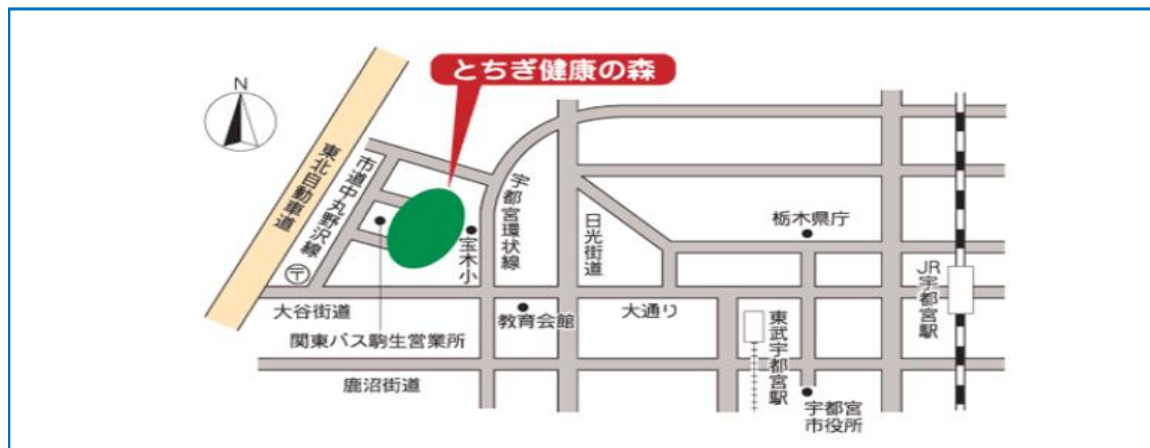 とちぎ健康の森
N
東北自動車道
市道中丸野沢線
〒
宝木小
宇都宮環状線
日光街道
栃木県庁
JR宇都宮駅
大谷街道
教育会館
大通り
東武宇都宮駅
関東バス駒生営業所
鹿沼街道
宇都宮
市役所